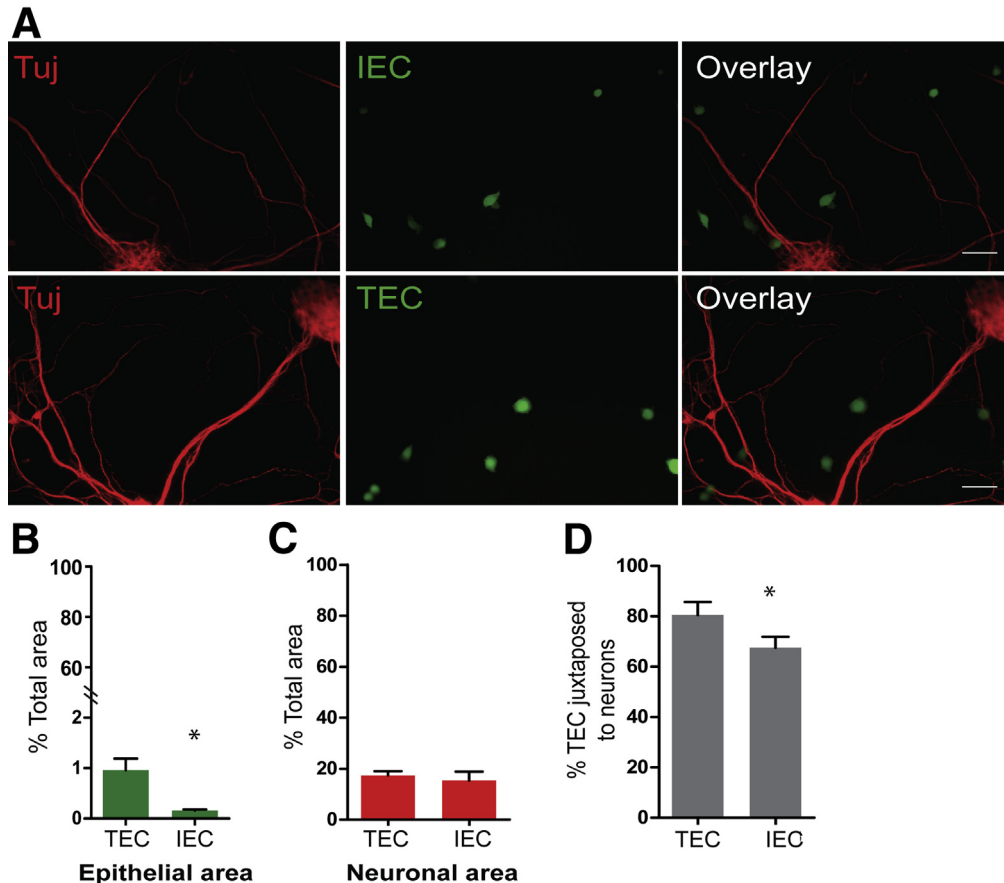 A
Tuj
IEC
Overlay
Tuj
TEC
Overlay
B
% Total area
100
80
60
2
1
0
*
TEC
IEC
Epithelial area
C
% Total area
100
80
60
40
20
0
TEC
IEC
Neuronal area
D
% TEC juxtaposed
to neurons
100
80
60
40
20
0
*
TEC
IEC